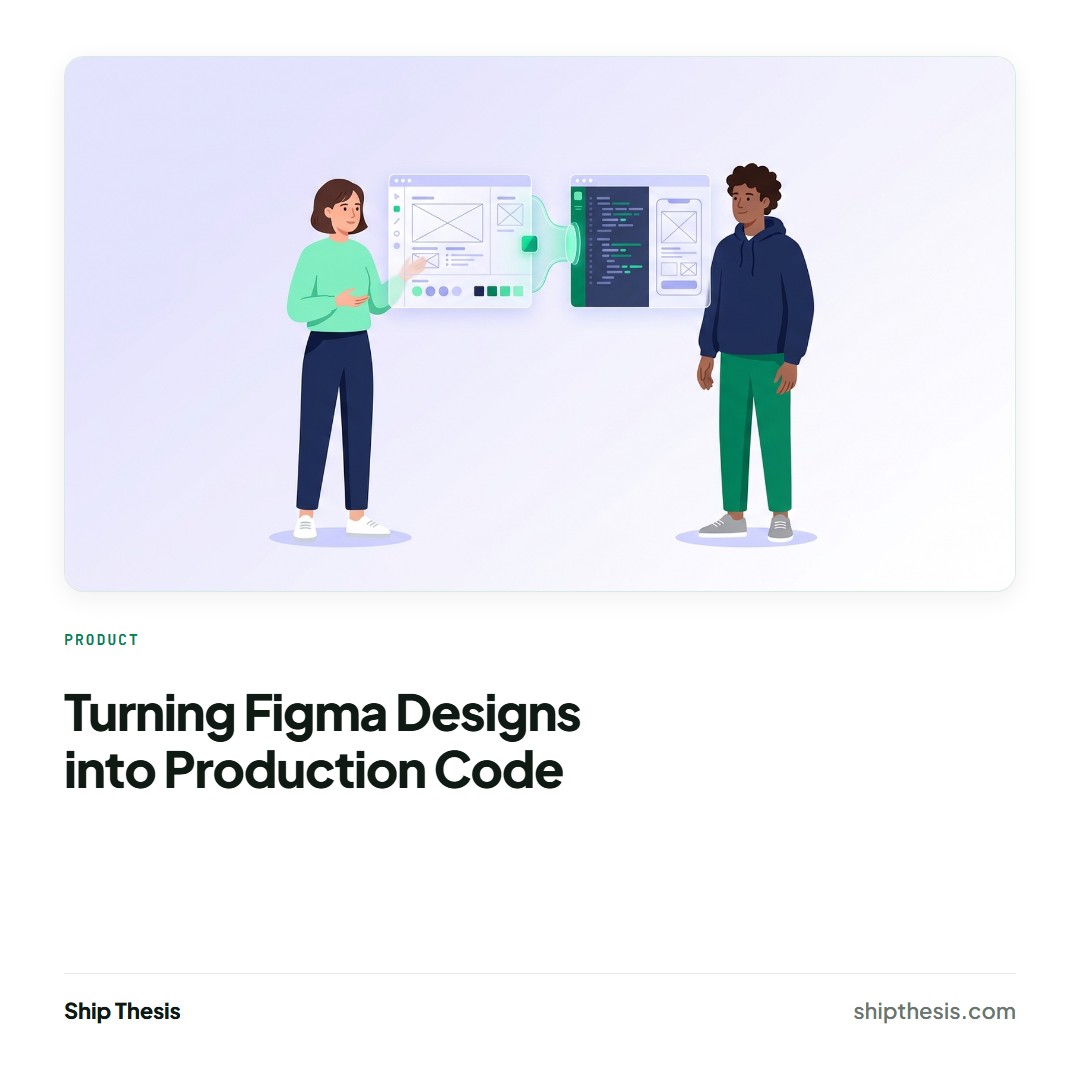 PRODUCT
Turning Figma Designs
into Production Code
Ship Thesis
shipthesis.com